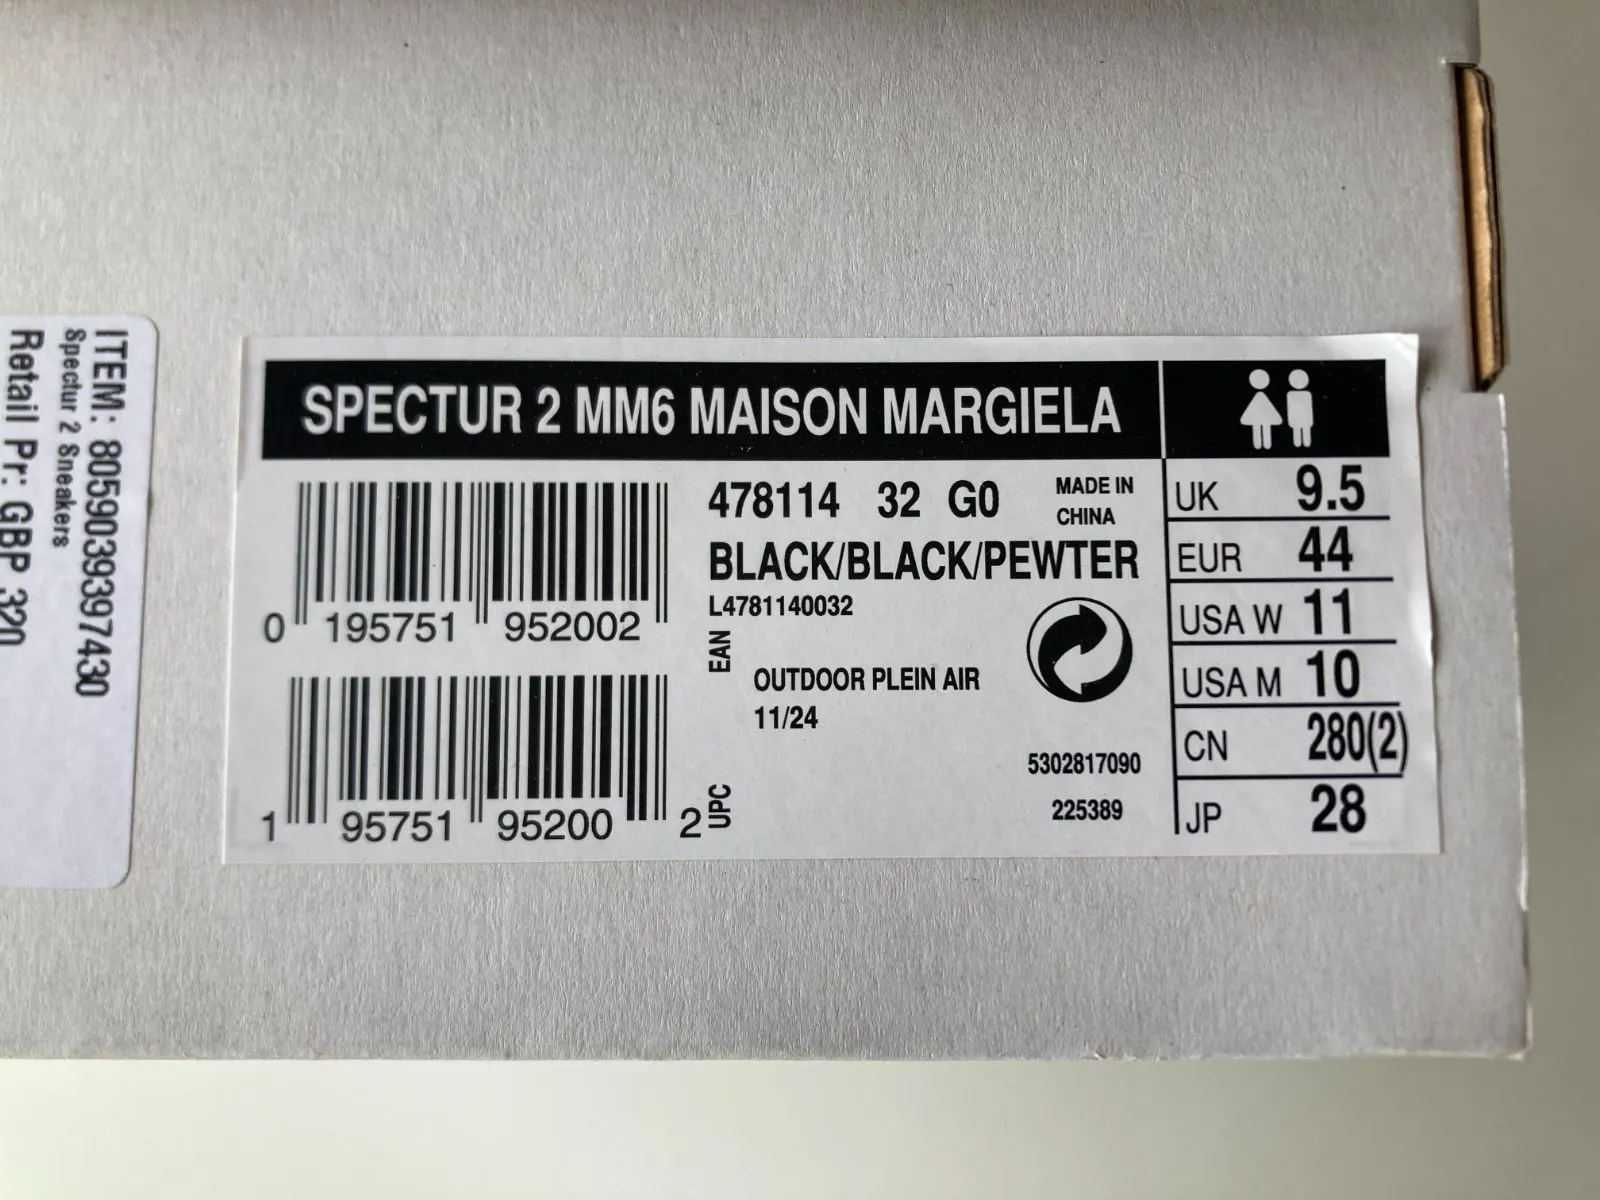 ITEM: 8059039397430
Spectur 2 Sneakers
Retail Pr: GBP 320
SPECTUR 2 MM6 MAISON MARGIELA
0 195751 952002
EAN
1 95751 95200 2
UPC
478114 32 G0
MADE IN
CHINA
BLACK/BLACK/PEWTER
L4781140032
OUTDOOR PLEIN AIR
11/24
5302817090
225389
UK 9.5
EUR 44
USA W 11
USA M 10
CN 280(2)
JP 28